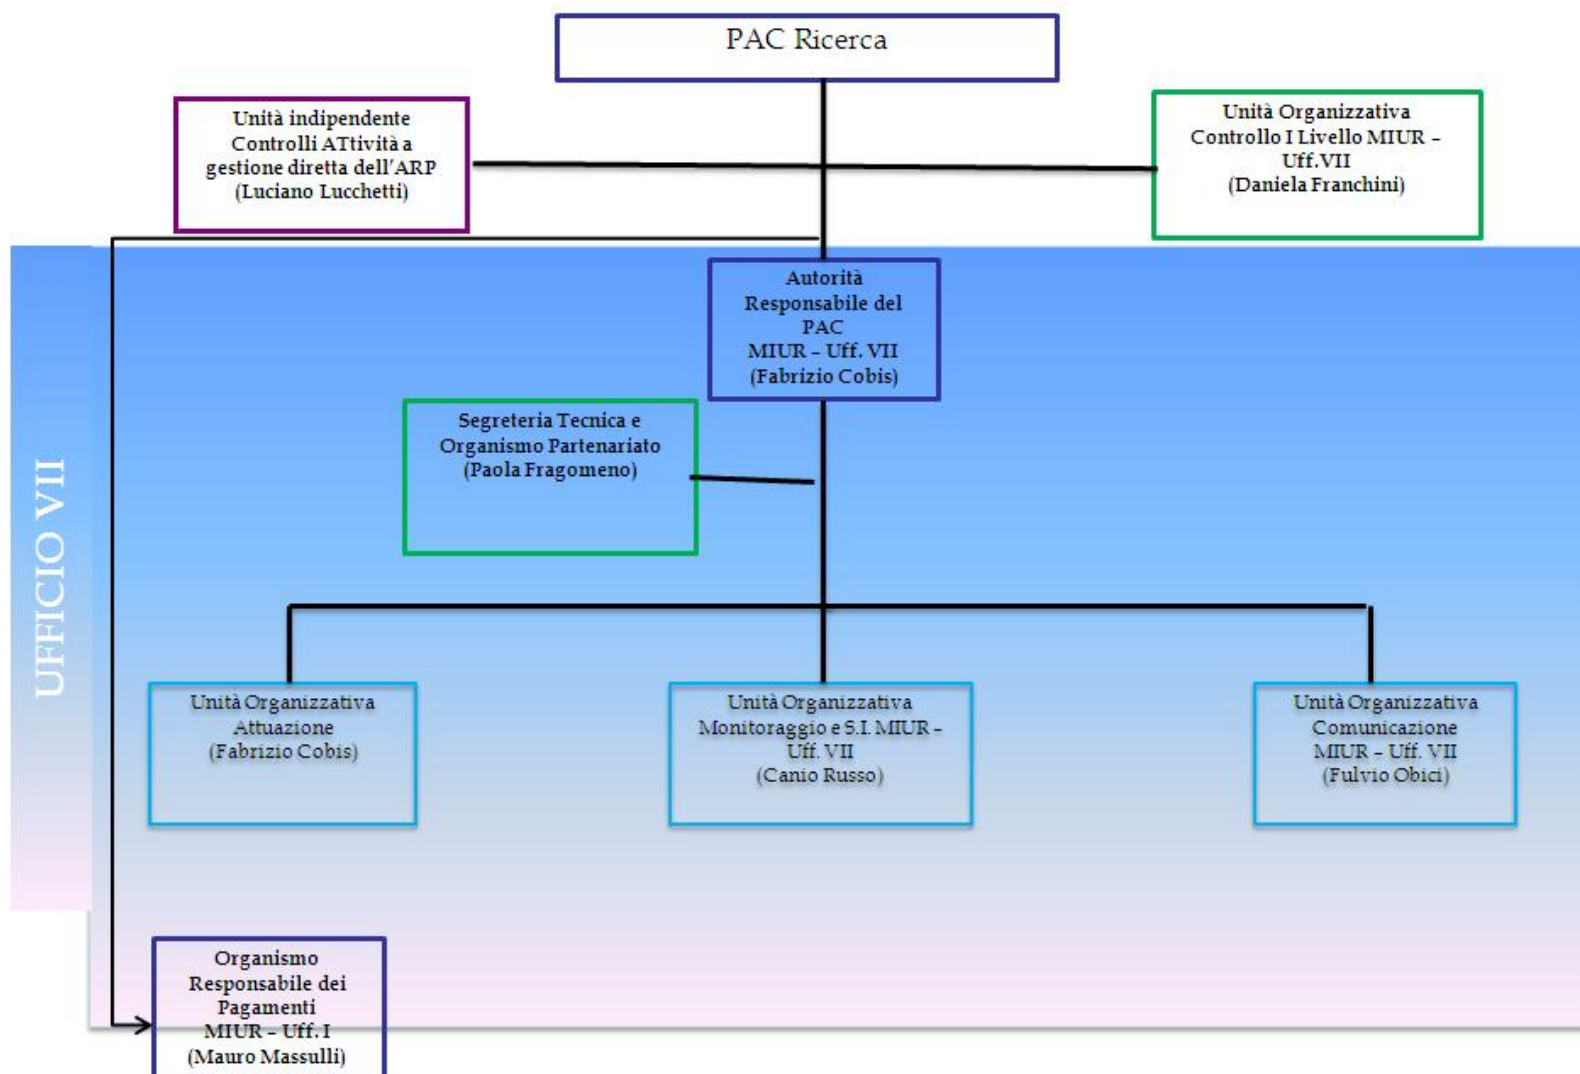 PAC Ricerca
Unità indipendente
Controlli ATtività a
gestione diretta dell'ARP
(Luciano Lucchetti)
Unità Organizzativa
Controllo I Livello MIUR –
Uff.VII
(Daniela Franchini)
Autorità
Responsabile del
PAC
MIUR – Uff. VII
(Fabrizio Cobis)
Segreteria Tecnica e
Organismo Partenariato
(Paola Fragomeno)
UFFICIO VII
Unità Organizzativa
Attuazione
(Fabrizio Cobis)
Unità Organizzativa
Monitoraggio e S.I. MIUR –
Uff. VII
(Canio Russo)
Unità Organizzativa
Comunicazione
MIUR – Uff. VII
(Fulvio Obici)
Organismo
Responsabile dei
Pagamenti
MIUR – Uff. I
(Mauro Massulli)